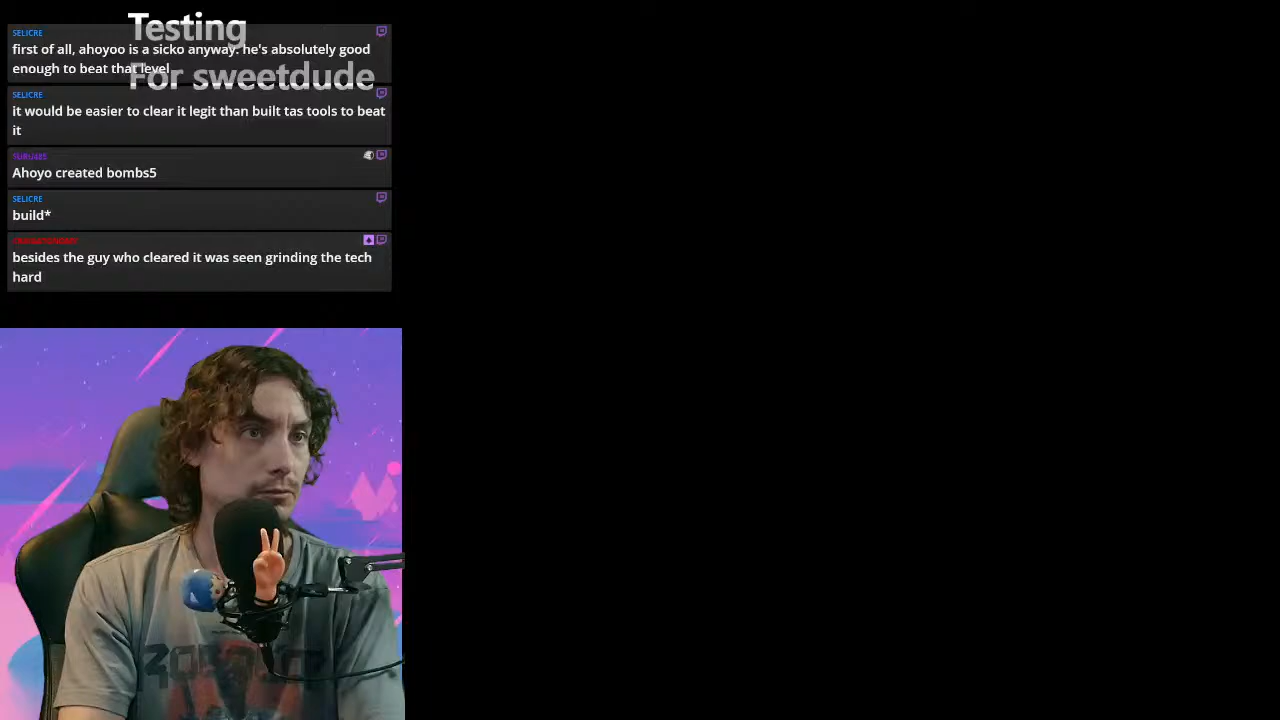 Testing
For sweetdude
SELICRE
first of all, ahoyoo is a sicko anyway. he's absolutely good
enough to beat that level
SELICRE
it would be easier to clear it legit than built tas tools to beat
it
Ahoyo created bombs5
SELICRE
build*
besides the guy who cleared it was seen grinding the tech
hard